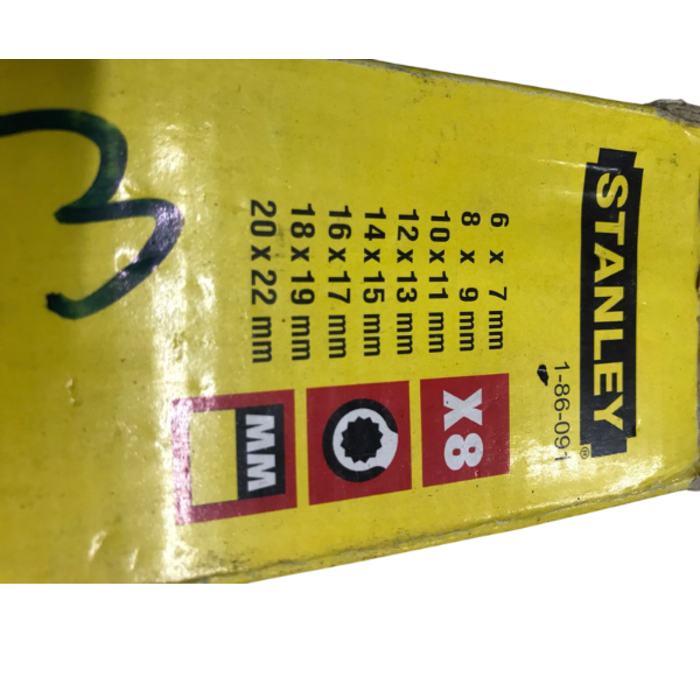 STANLEY®
1-86-091
6 x 7 mm
8 x 9 mm
10 x 11 mm
12 x 13 mm
14 x 15 mm
16 x 17 mm
18 x 19 mm
20 x 22 mm
X8
MM
3